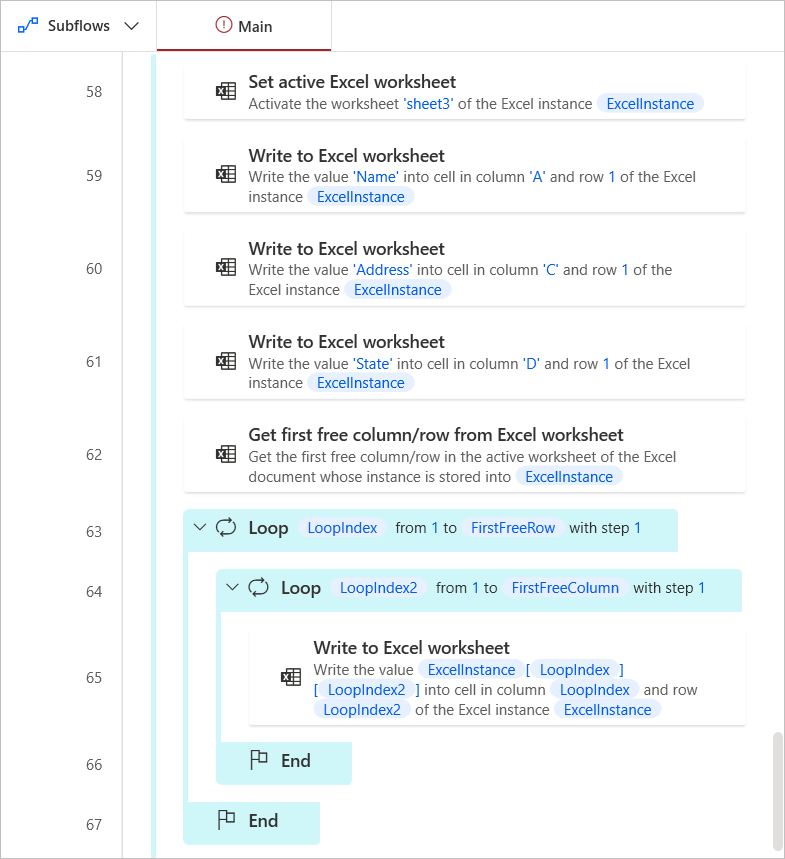 Subflows
Main
58
Set active Excel worksheet
Activate the worksheet 'sheet3' of the Excel instance ExcelInstance
59
Write to Excel worksheet
Write the value 'Name' into cell in column 'A' and row 1 of the Excel
instance ExcelInstance
60
Write to Excel worksheet
Write the value 'Address' into cell in column 'C' and row 1 of the
Excel instance ExcelInstance
61
Write to Excel worksheet
Write the value 'State' into cell in column 'D' and row 1 of the Excel
instance ExcelInstance
62
Get first free column/row from Excel worksheet
Get the first free column/row in the active worksheet of the Excel
document whose instance is stored into ExcelInstance
63
Loop LoopIndex from 1 to FirstFreeRow with step 1
64
Loop LoopIndex2 from 1 to FirstFreeColumn with step 1
65
Write to Excel worksheet
Write the value ExcelInstance [ LoopIndex ]
[ LoopIndex2 ] into cell in column LoopIndex and row
LoopIndex2 of the Excel instance ExcelInstance
66
End
67
End